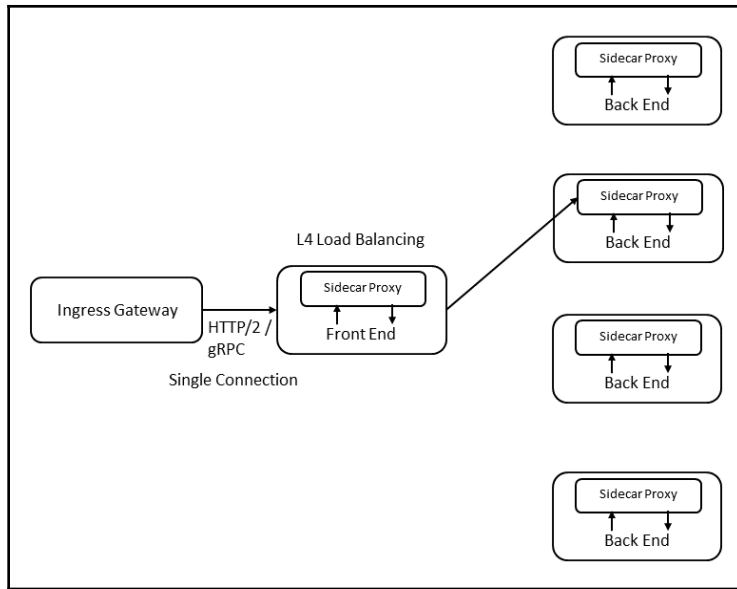 Sidecar Proxy
Back End
Sidecar Proxy
Back End
L4 Load Balancing
Ingress Gateway
Sidecar Proxy
Front End
HTTP/2 /
gRPC
Single Connection
Sidecar Proxy
Back End
Sidecar Proxy
Back End